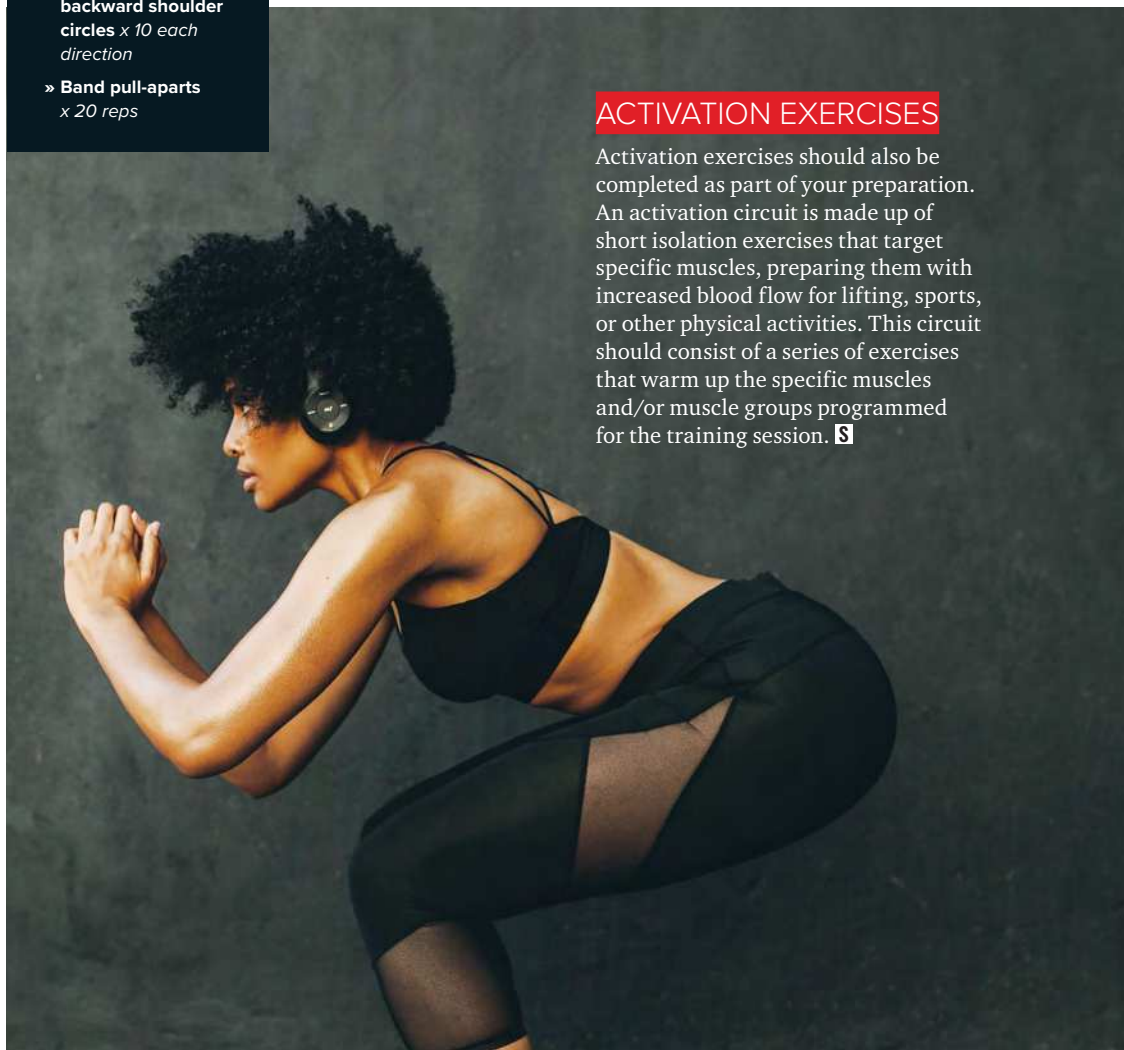 backward shoulder
circles x 10 each
direction
» Band pull-aparts
x 20 reps
ACTIVATION EXERCISES
Activation exercises should also be
completed as part of your preparation.
An activation circuit is made up of
short isolation exercises that target
specific muscles, preparing them with
increased blood flow for lifting, sports,
or other physical activities. This circuit
should consist of a series of exercises
that warm up the specific muscles
and/or muscle groups programmed
for the training session. S